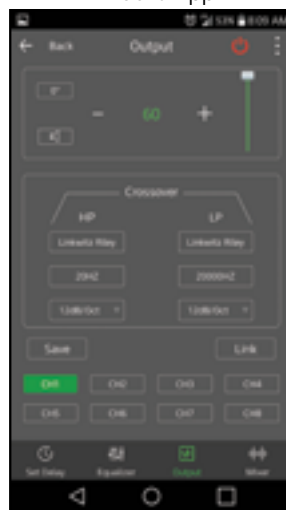 53% 8:09 AM
Back Output
0°
- 60 +
Crossover
HP LP
Linkwitz Riley Linkwitz Riley
20HZ 20000HZ
12dB/Oct 12dB/Oct
Save Link
CH1 CH2 CH3 CH4
CH5 CH6 CH7 CH8
Set Delay Equalizer Output Mixer